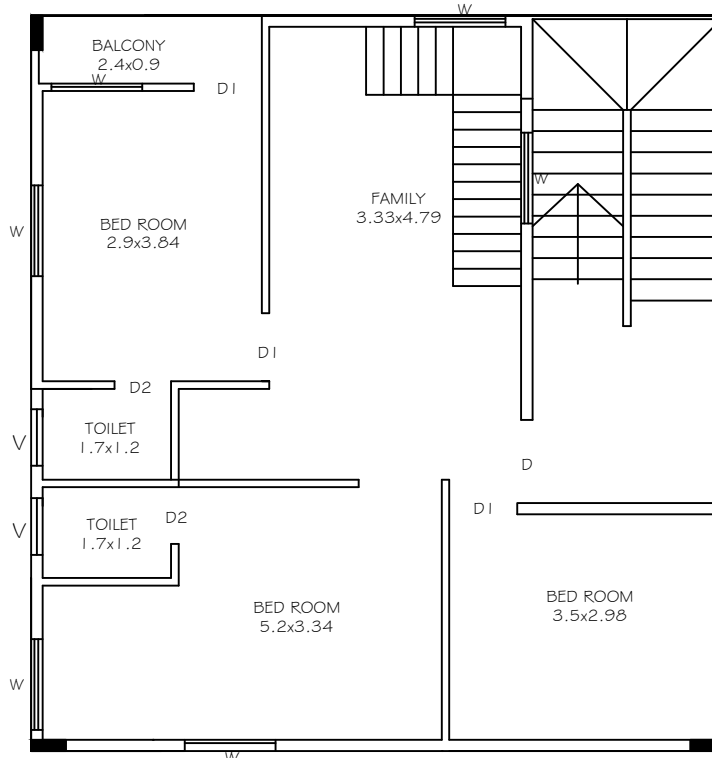 W
BALCONY
2.4x0.9
W
D1
W
FAMILY
3.33x4.79
W
BED ROOM
2.9x3.84
D1
D2
TOILET
1.7x1.2
V
D
D1
V
TOILET
1.7x1.2
D2
BED ROOM
5.2x3.34
BED ROOM
3.5x2.98
W
W